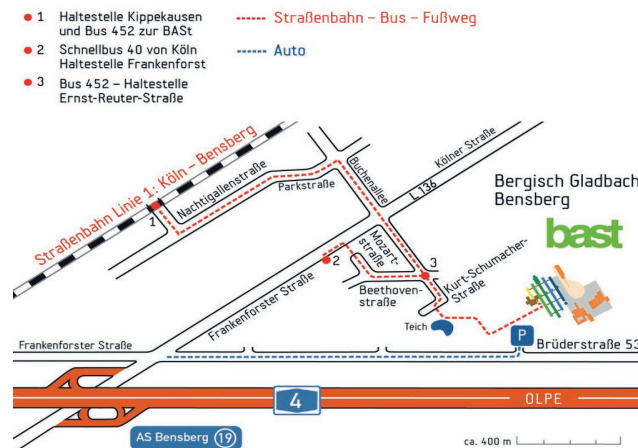 1 Haltestelle Kippekausen
und Bus 452 zur BASt
2 Schnellbus 40 von Köln
Haltestelle Frankenforst
3 Bus 452 – Haltestelle
Ernst-Reuter-Straße
Straßenbahn – Bus – Fußweg
Auto
Straßenbahn Linie 1: Köln – Bensberg
1
Nachtigallenstraße
Parkstraße
Buchenallee
Kölner Straße
L 136
Bergisch Gladbach
Bensberg
bast
Mozart-
straße
2
3
Beethoven-
straße
Kurt-Schumacher-
Straße
Frankenforster Straße
Teich
P
Frankenforster Straße
Brüderstraße 53
4
OLPE
AS Bensberg 19
ca. 400 m